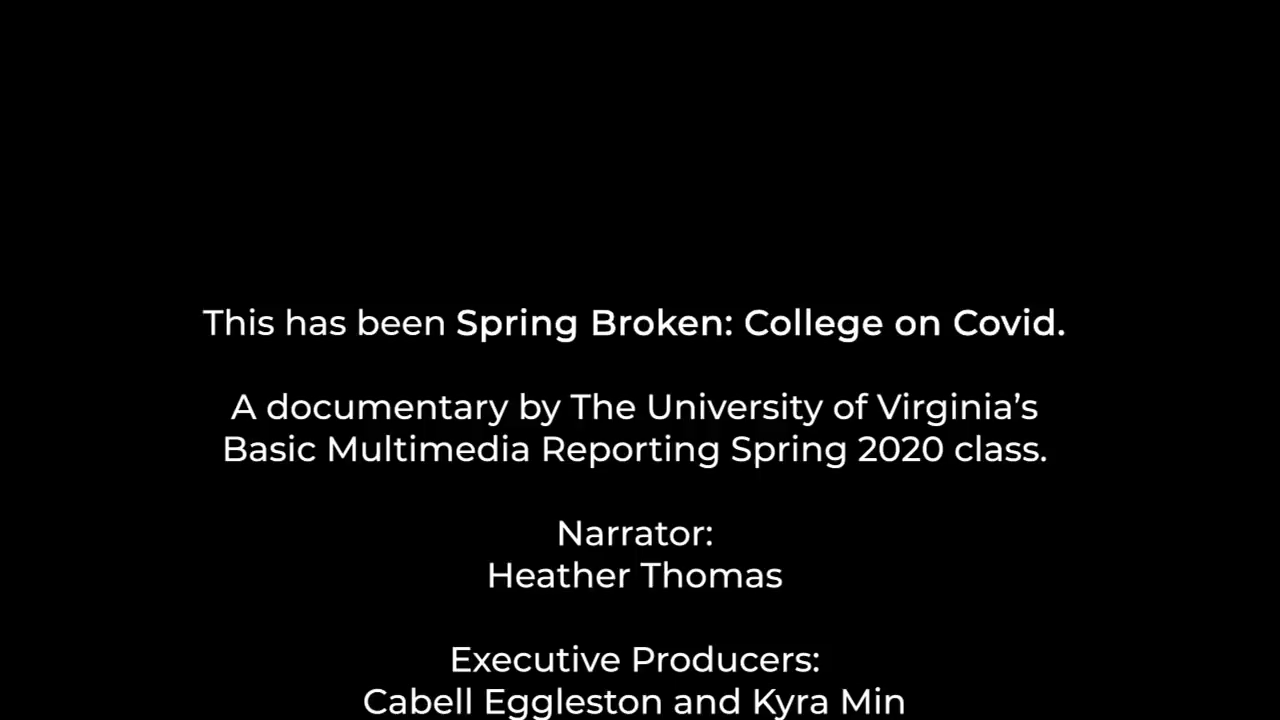 This has been Spring Broken: College on Covid.
A documentary by The University of Virginia’s
Basic Multimedia Reporting Spring 2020 class.
Narrator:
Heather Thomas
Executive Producers:
Cabell Eggleston and Kyra Min